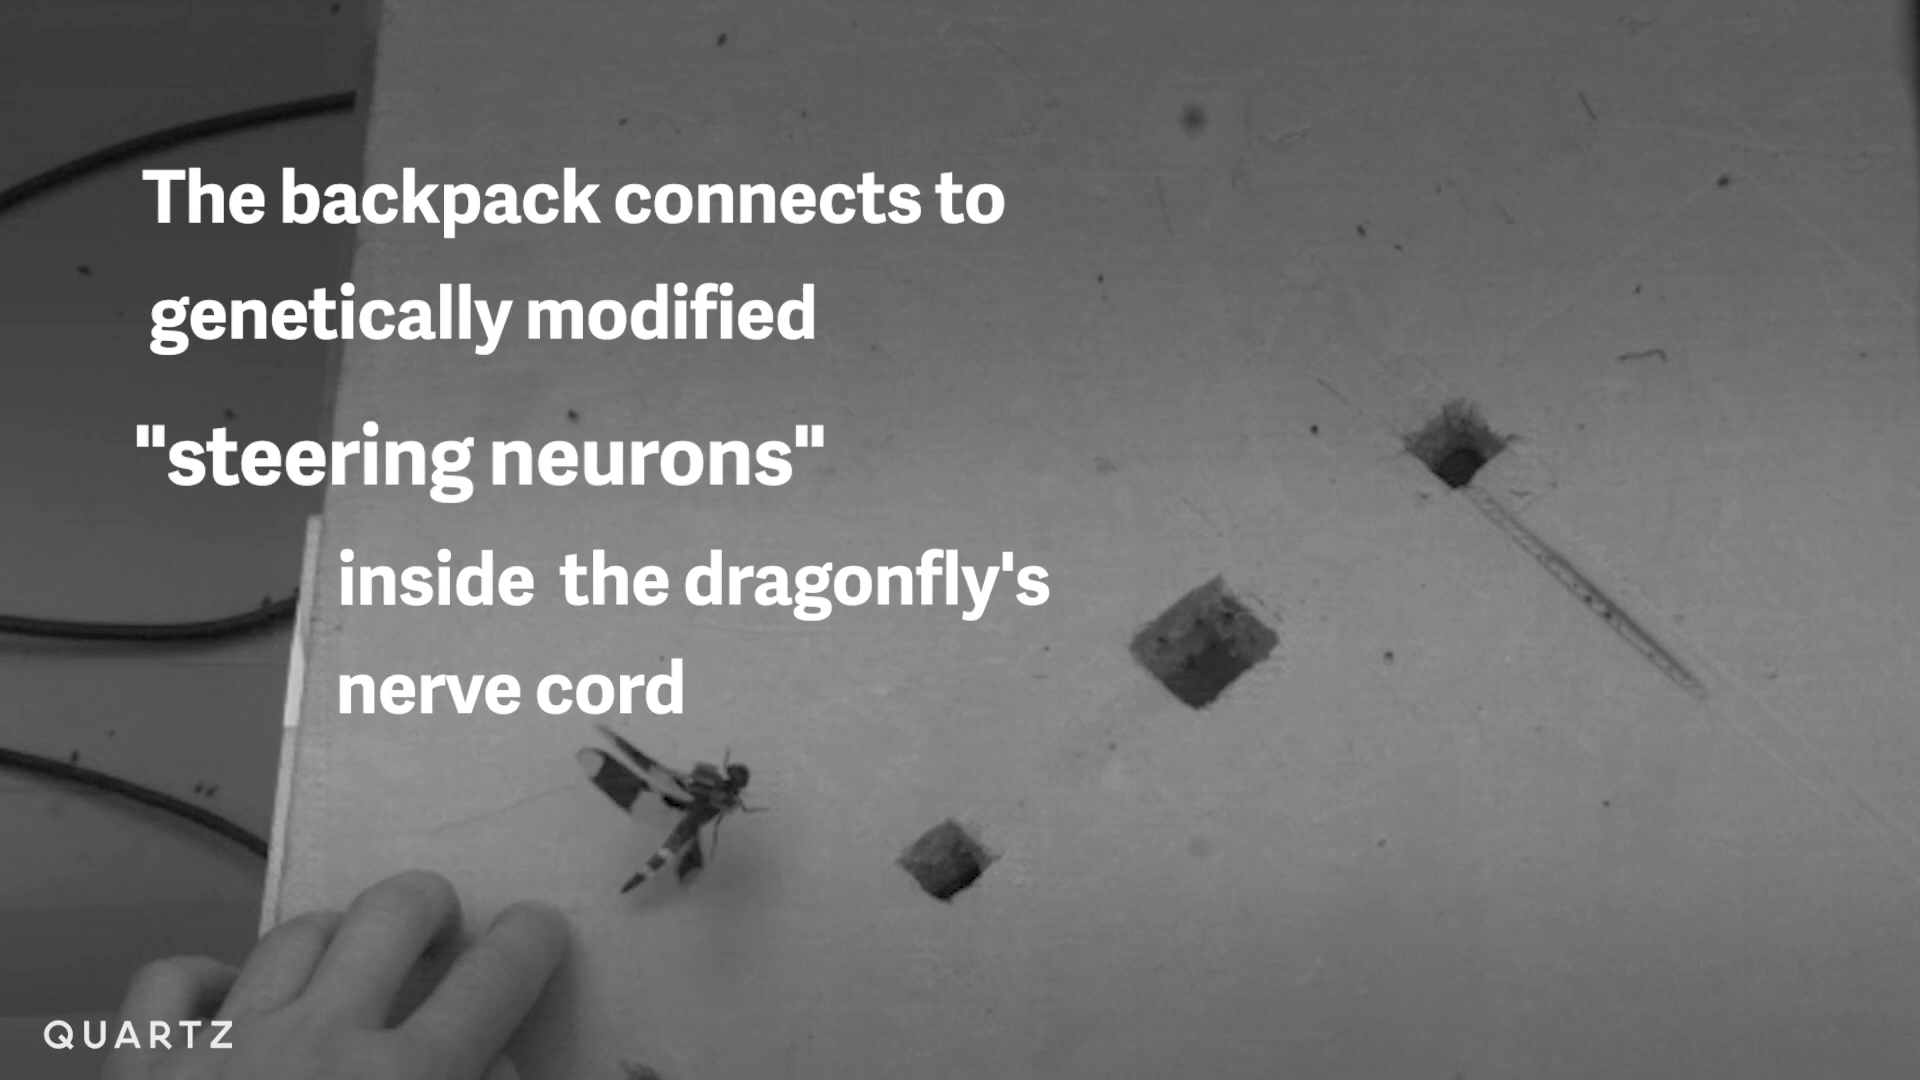 The backpack connects to
genetically modified
"steering neurons"
inside the dragonfly's
nerve cord
QUARTZ